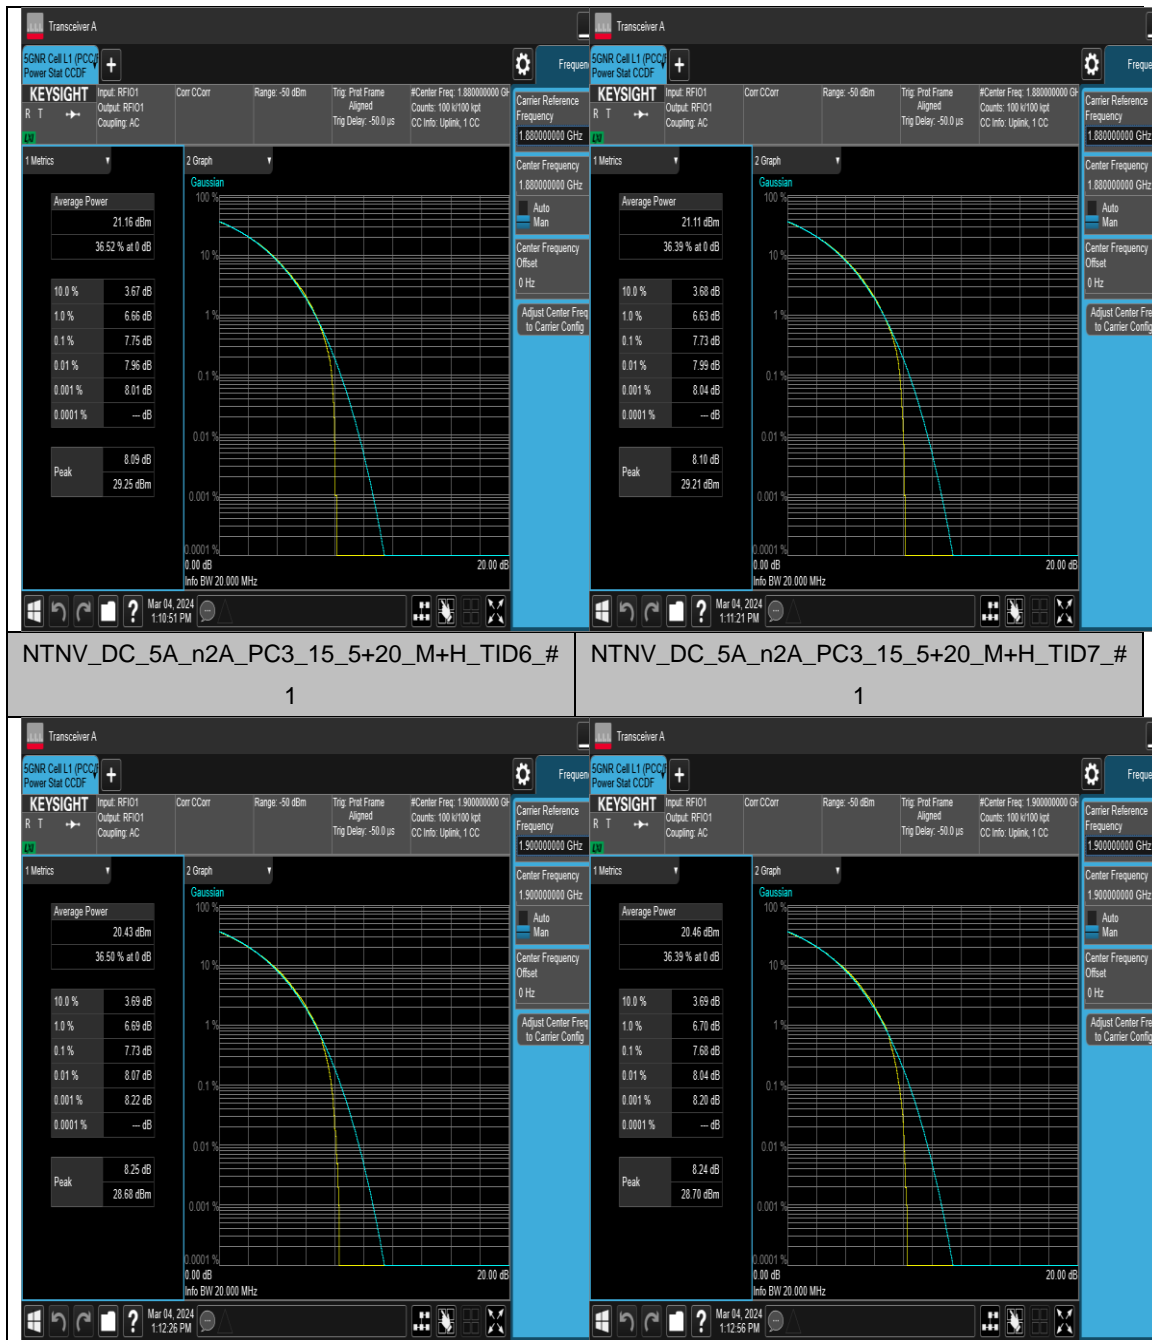 Transceiver A
5GNR Cell L1 (PCC/
Power Stat CCDF
Frequen
KEYSIGHT
R T
LXI
Input: RFIO1
Output: RFIO1
Coupling: AC
Corr CCorr
Range: -50 dBm
Trig: Prot Frame
Aligned
Trig Delay: -50.0 µs
#Center Freq: 1.880000000 GH
Counts: 100 k/100 kpt
CC Info: Uplink, 1 CC
Carrier Reference
Frequency
1.880000000 GHz
Center Frequency
1.880000000 GHz
Auto
Man
Center Frequency
Offset
0 Hz
Adjust Center Freq
to Carrier Config
1 Metrics
Average Power
21.16 dBm
36.52 % at 0 dB
10.0 % 3.67 dB
1.0 % 6.66 dB
0.1 % 7.75 dB
0.01 % 7.96 dB
0.001 % 8.01 dB
0.0001 % --- dB
Peak
8.09 dB
29.25 dBm
2 Graph
Gaussian
100 %
10 %
1 %
0.1 %
0.01 %
0.001 %
0.0001 %
0.00 dB 20.00 dB
Info BW 20.000 MHz
Mar 04, 2024
1:10:51 PM
Transceiver A
5GNR Cell L1 (PCC/
Power Stat CCDF
Freque
KEYSIGHT
R T
LXI
Input: RFIO1
Output: RFIO1
Coupling: AC
Corr CCorr
Range: -50 dBm
Trig: Prot Frame
Aligned
Trig Delay: -50.0 µs
#Center Freq: 1.880000000 GH
Counts: 100 k/100 kpt
CC Info: Uplink, 1 CC
Carrier Reference
Frequency
1.880000000 GHz
Center Frequency
1.880000000 GHz
Auto
Man
Center Frequency
Offset
0 Hz
Adjust Center Fre
to Carrier Config
1 Metrics
Average Power
21.11 dBm
36.39 % at 0 dB
10.0 % 3.68 dB
1.0 % 6.63 dB
0.1 % 7.73 dB
0.01 % 7.99 dB
0.001 % 8.04 dB
0.0001 % --- dB
Peak
8.10 dB
29.21 dBm
2 Graph
Gaussian
100 %
10 %
1 %
0.1 %
0.01 %
0.001 %
0.0001 %
0.00 dB 20.00 dB
Info BW 20.000 MHz
Mar 04, 2024
1:11:21 PM
NTNV_DC_5A_n2A_PC3_15_5+20_M+H_TID6_#
1
NTNV_DC_5A_n2A_PC3_15_5+20_M+H_TID7_#
1
Transceiver A
5GNR Cell L1 (PCC/
Power Stat CCDF
Frequen
KEYSIGHT
R T
LXI
Input: RFIO1
Output: RFIO1
Coupling: AC
Corr CCorr
Range: -50 dBm
Trig: Prot Frame
Aligned
Trig Delay: -50.0 µs
#Center Freq: 1.900000000 GH
Counts: 100 k/100 kpt
CC Info: Uplink, 1 CC
Carrier Reference
Frequency
1.900000000 GHz
Center Frequency
1.900000000 GHz
Auto
Man
Center Frequency
Offset
0 Hz
Adjust Center Freq
to Carrier Config
1 Metrics
Average Power
20.43 dBm
36.50 % at 0 dB
10.0 % 3.69 dB
1.0 % 6.69 dB
0.1 % 7.73 dB
0.01 % 8.07 dB
0.001 % 8.22 dB
0.0001 % --- dB
Peak
8.25 dB
28.68 dBm
2 Graph
Gaussian
100 %
10 %
1 %
0.1 %
0.01 %
0.001 %
0.0001 %
0.00 dB 20.00 dB
Info BW 20.000 MHz
Mar 04, 2024
1:12:26 PM
Transceiver A
5GNR Cell L1 (PCC/
Power Stat CCDF
Freque
KEYSIGHT
R T
LXI
Input: RFIO1
Output: RFIO1
Coupling: AC
Corr CCorr
Range: -50 dBm
Trig: Prot Frame
Aligned
Trig Delay: -50.0 µs
#Center Freq: 1.900000000 GH
Counts: 100 k/100 kpt
CC Info: Uplink, 1 CC
Carrier Reference
Frequency
1.900000000 GHz
Center Frequency
1.900000000 GHz
Auto
Man
Center Frequency
Offset
0 Hz
Adjust Center Fre
to Carrier Config
1 Metrics
Average Power
20.46 dBm
36.39 % at 0 dB
10.0 % 3.69 dB
1.0 % 6.70 dB
0.1 % 7.68 dB
0.01 % 8.04 dB
0.001 % 8.20 dB
0.0001 % --- dB
Peak
8.24 dB
28.70 dBm
2 Graph
Gaussian
100 %
10 %
1 %
0.1 %
0.01 %
0.001 %
0.0001 %
0.00 dB 20.00 dB
Info BW 20.000 MHz
Mar 04, 2024
1:12:56 PM